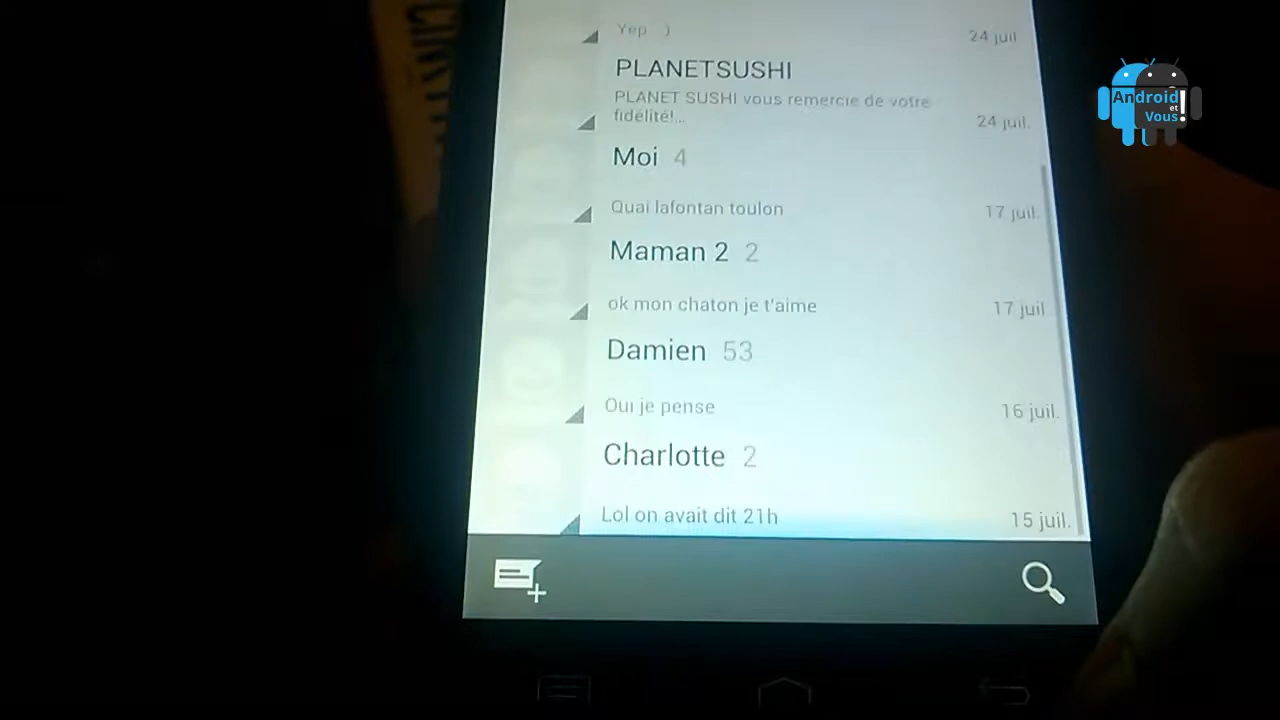 Yep :)
24 juil.
PLANETSUSHI
PLANET SUSHI vous remercie de votre
fidélité!...
24 juil.
Moi 4
Quai lafontan toulon
17 juil.
Maman 2 2
ok mon chaton je t'aime
17 juil.
Damien 53
Oui je pense
16 juil.
Charlotte 2
Lol on avait dit 21h
15 juil.
Android
et
Vous!